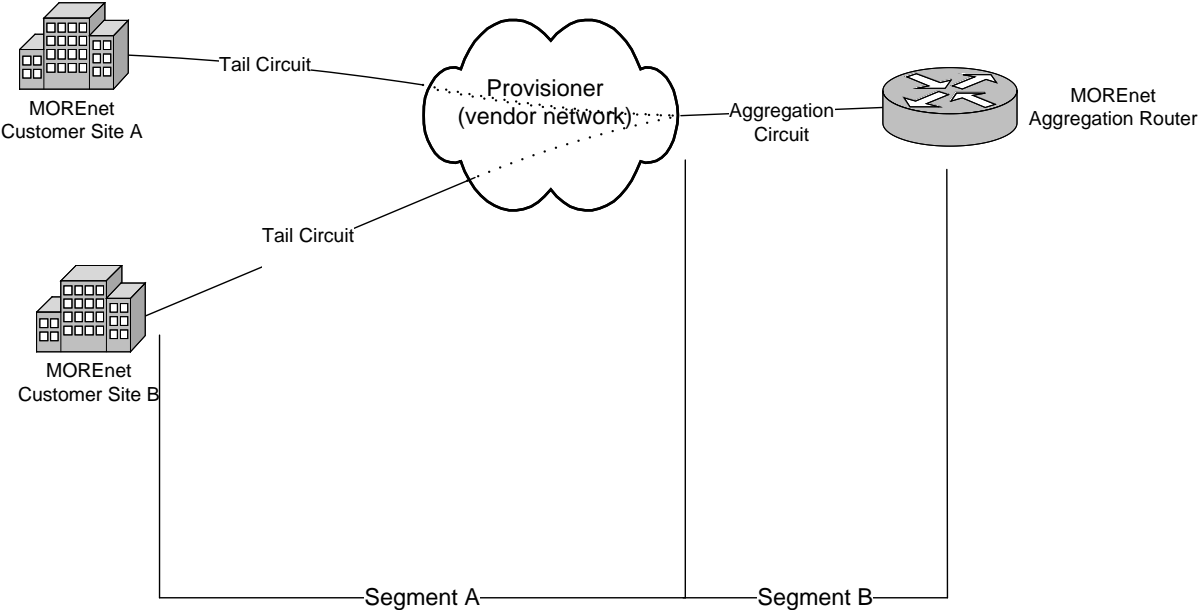 Tail Circuit
MOREnet
Customer Site A
Provisioner
(vendor network)
Aggregation
Circuit
MOREnet
Aggregation Router
Tail Circuit
MOREnet
Customer Site B
Segment A
Segment B